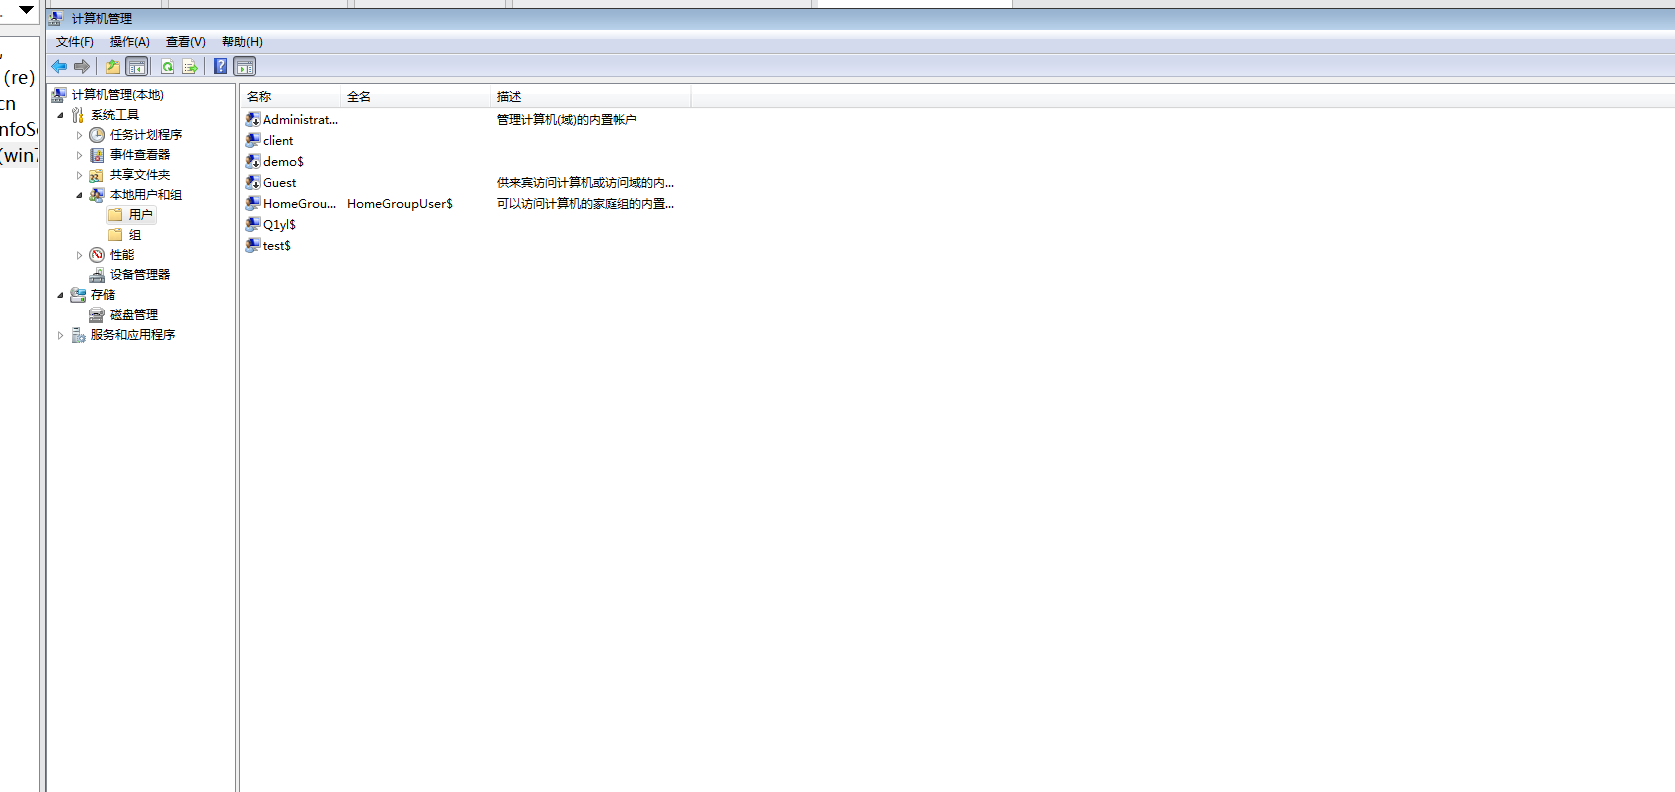 计算机管理
文件(F) 操作(A) 查看(V) 帮助(H)
(re)
cn
(win7
计算机管理(本地)
系统工具
任务计划程序
事件查看器
共享文件夹
本地用户和组
用户
组
性能
设备管理器
存储
磁盘管理
服务和应用程序
名称 全名 描述
Administrat... 管理计算机(域)的内置帐户
client
demo$
Guest 供来宾访问计算机或访问域的内...
HomeGrou... HomeGroupUser$ 可以访问计算机的家庭组的内置...
Q1yl$
test$